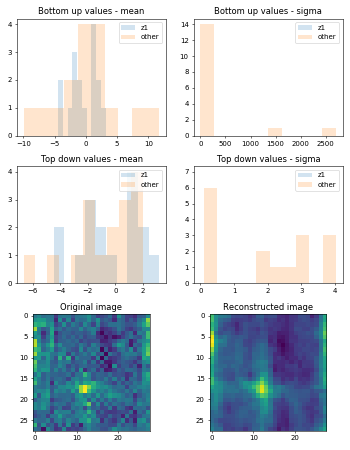 Bottom up values - mean
Bottom up values - sigma
4
3
2
1
0
z1
other
−10 −5 0 5 10
14
12
10
8
6
4
2
0
z1
other
0 500 1000 1500 2000 2500
Top down values - mean
Top down values - sigma
4
3
2
1
0
z1
other
−6 −4 −2 0 2
7
6
5
4
3
2
1
0
z1
other
0 1 2 3 4
Original image
Reconstructed image
0
5
10
15
20
25
0 10 20
0
5
10
15
20
25
0 10 20